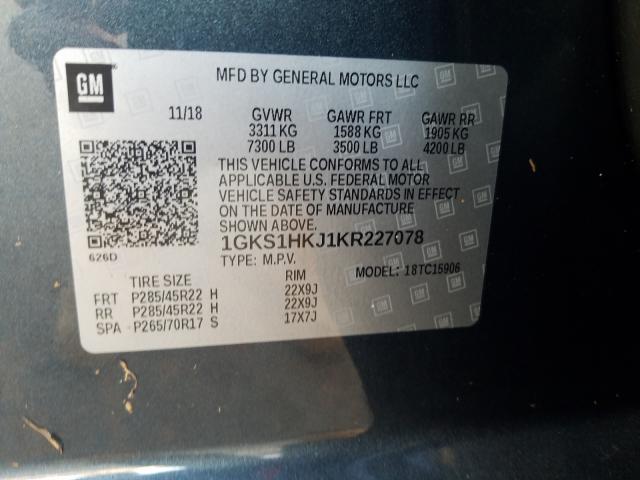 GM
MFD BY GENERAL MOTORS LLC
11/18 GVWR GAWR FRT GAWR RR
3311 KG 1588 KG 1905 KG
7300 LB 3500 LB 4200 LB
THIS VEHICLE CONFORMS TO ALL
APPLICABLE U.S. FEDERAL MOTOR
VEHICLE SAFETY STANDARDS IN EFFECT
ON THE DATE OF MANUFACTURE
SHOWN ABOVE.
1GKS1HKJ1KR227078
626D
TYPE: M.P.V. MODEL: 18TC15906
TIRE SIZE RIM
FRT P285/45R22 H 22X9J
RR P285/45R22 H 22X9J
SPA P265/70R17 S 17X7J